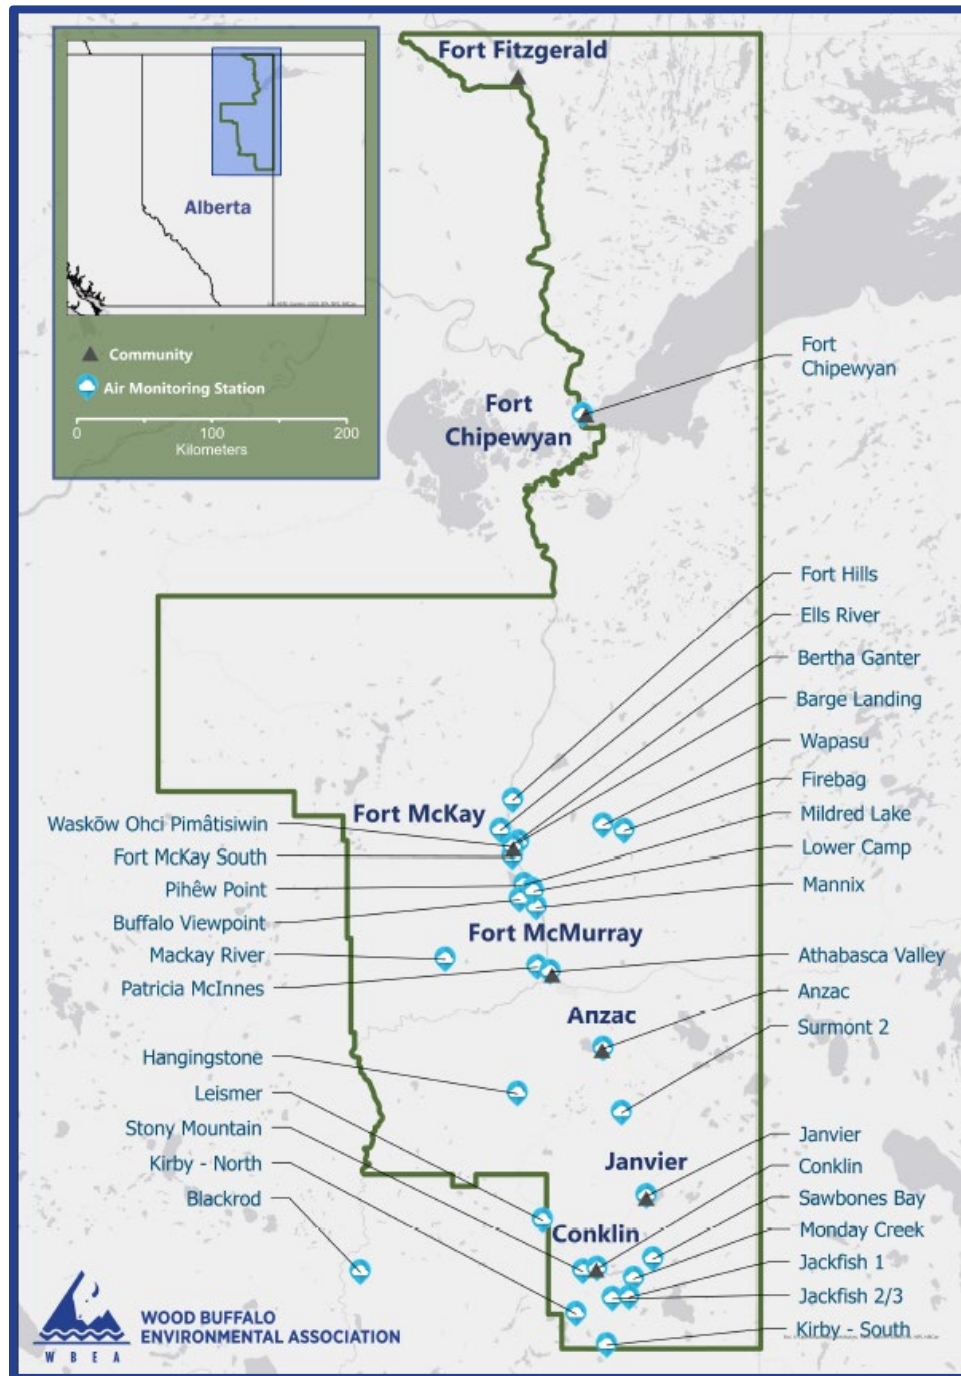 Fort Fitzgerald
Alberta
Community
Air Monitoring Station
0 100 200
Kilometers
Fort
Chipewyan
Fort
Chipewyan
Fort Hills
Ells River
Bertha Ganter
Barge Landing
Wapasu
Firebag
Mildred Lake
Lower Camp
Mannix
Fort McKay
Waskōw Ohci Pimâtisiwin
Fort McKay South
Pihêw Point
Buffalo Viewpoint
Mackay River
Patricia McInnes
Fort McMurray
Athabasca Valley
Anzac
Anzac
Surmont 2
Hangingstone
Leismer
Stony Mountain
Kirby - North
Blackrod
Janvier
Janvier
Conklin
Conklin
Sawbones Bay
Monday Creek
Jackfish 1
Jackfish 2/3
Kirby - South
WOOD BUFFALO
ENVIRONMENTAL ASSOCIATION
WBEA